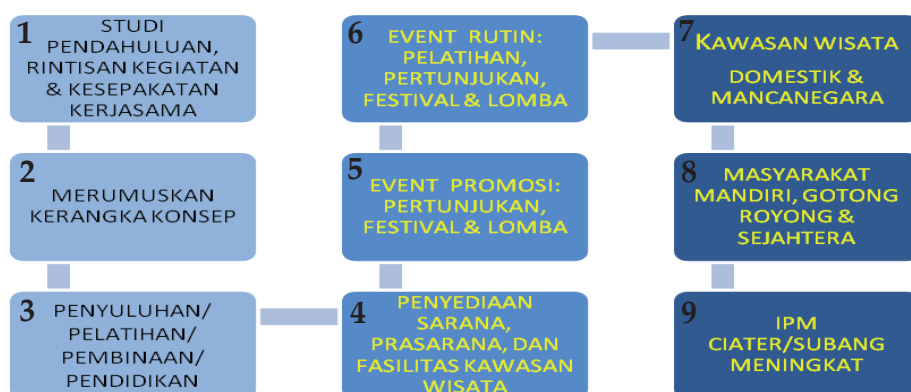 1
STUDI
PENDAHULUAN,
RINTISAN KEGIATAN
& KESEPAKATAN
KERJASAMA
2
MERUMUSKAN
KERANGKA KONSEP
3
PENYULUHAN/
PELATIHAN/
PEMBINAAN/
PENDIDIKAN
4
PENYEDIAAN
SARANA,
PRASARANA, DAN
FASILITAS KAWASAN
WISATA
5
EVENT PROMOSI:
PERTUNJUKAN,
FESTIVAL & LOMBA
6
EVENT RUTIN:
PELATIHAN,
PERTUNJUKAN,
FESTIVAL & LOMBA
7
KAWASAN WISATA
DOMESTIK &
MANCANEGARA
8
MASYARAKAT
MANDIRI, GOTONG
ROYONG &
SEJAHTERA
9
IPM
CIATER/SUBANG
MENINGKAT